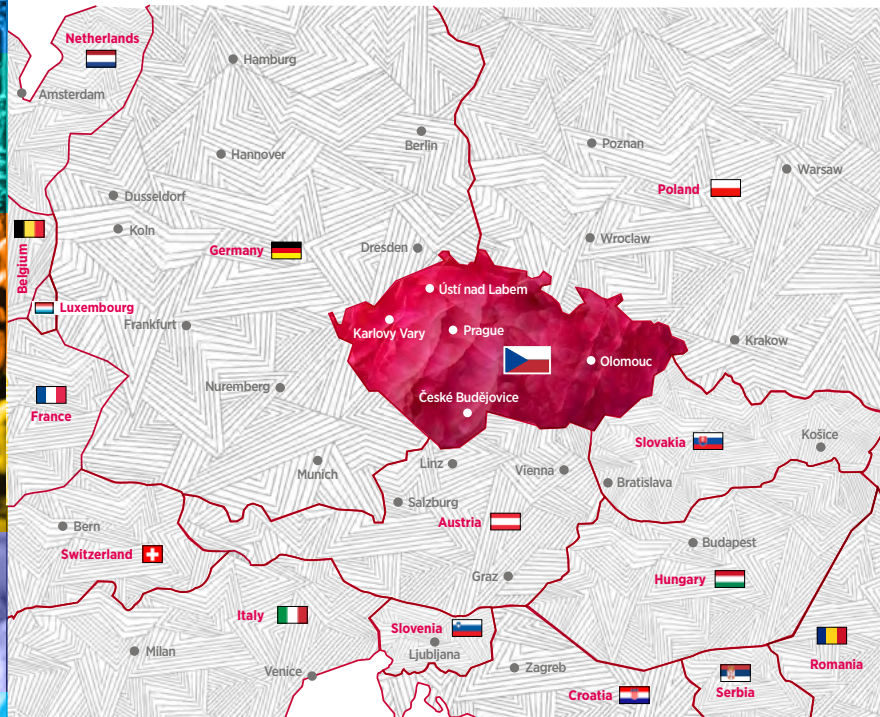 Netherlands
Hamburg
Amsterdam
Berlin
Poznan
Hannover
Warsaw
Poland
Dusseldorf
Koln
Belgium
Germany
Dresden
Wroclaw
Ústí nad Labem
Luxembourg
Frankfurt
Karlovy Vary
Prague
Krakow
Olomouc
Nuremberg
České Budějovice
France
Slovakia
Košice
Linz
Vienna
Munich
Bratislava
Salzburg
Austria
Bern
Switzerland
Budapest
Graz
Hungary
Italy
Slovenia
Ljubljana
Milan
Venice
Zagreb
Romania
Croatia
Serbia